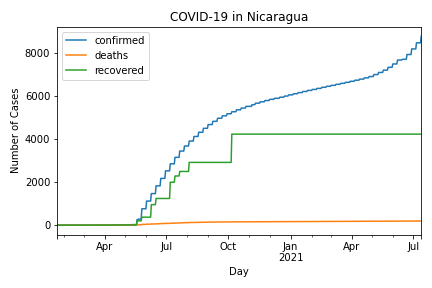 COVID-19 in Nicaragua
confirmed
deaths
recovered
Number of Cases
8000
6000
4000
2000
0
Apr
Jul
Oct
Jan
2021
Apr
Jul
Day